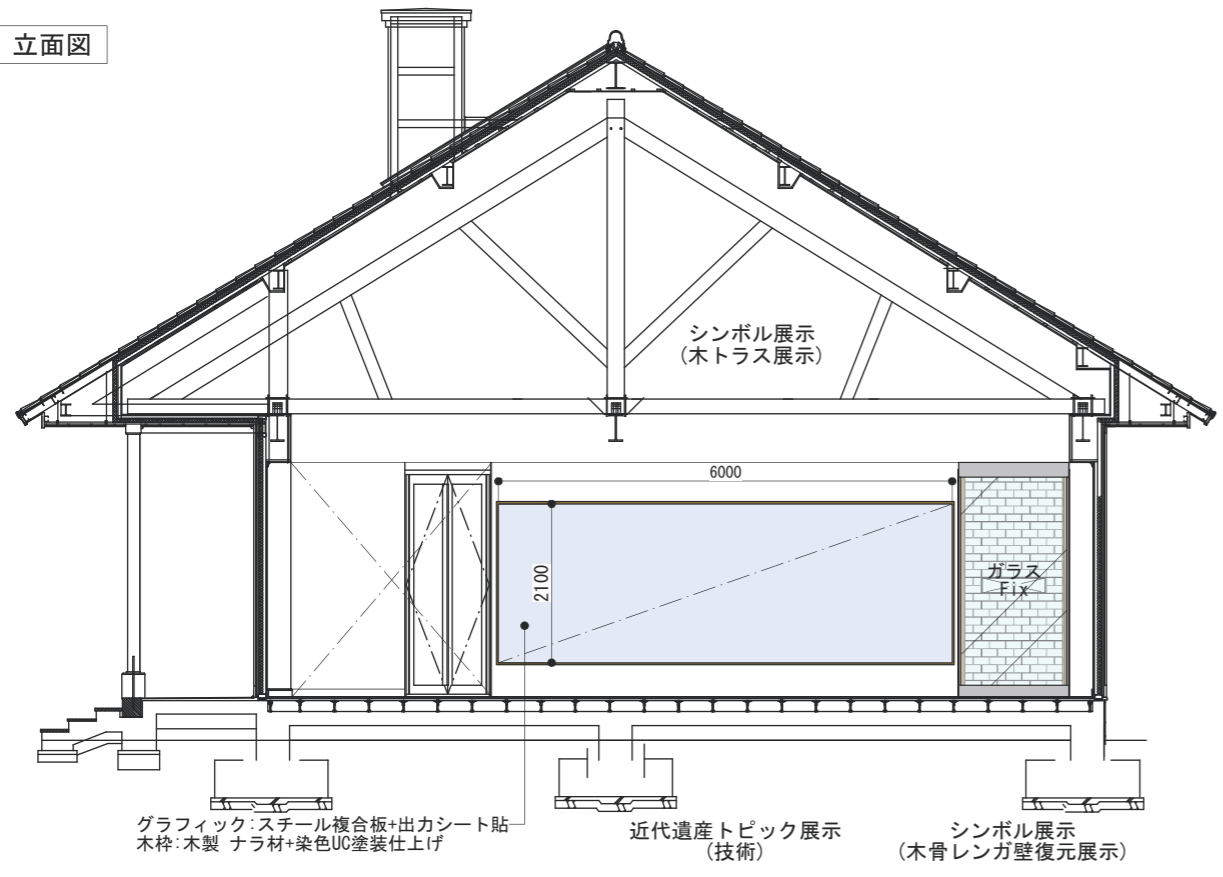 立面図
シンボル展示
(木トラス展示)
6000
2100
ガラス
Fix
グラフィック:スチール複合板+出力シート貼
木枠:木製 ナラ材+染色UC塗装仕上げ
近代遺産トピック展示
(技術)
シンボル展示
(木骨レンガ壁復元展示)